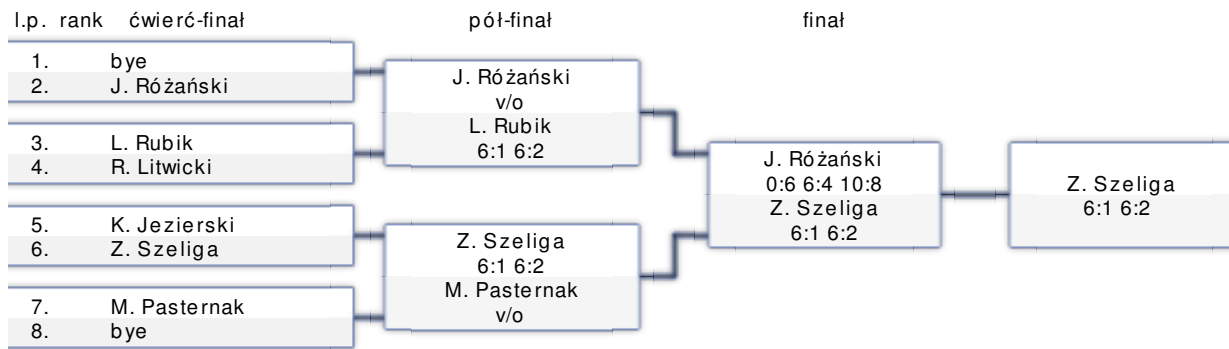 l.p. rank ćwierć-finał pół-finał finał
1. bye
2. J. Różański
3. L. Rubik
4. R. Litwicki
5. K. Jezierski
6. Z. Szeliga
7. M. Pasternak
8. bye
J. Różański
v/o
L. Rubik
6:1 6:2
Z. Szeliga
6:1 6:2
M. Pasternak
v/o
J. Różański
0:6 6:4 10:8
Z. Szeliga
6:1 6:2
Z. Szeliga
6:1 6:2